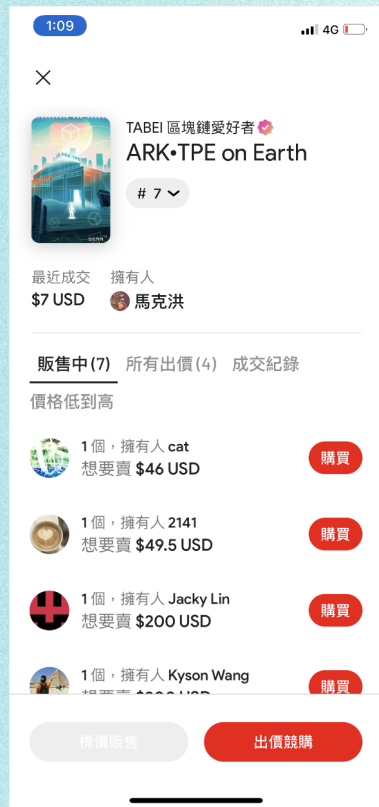 1:09
4G
TABEI 區塊鏈愛好者
ARK•TPE on Earth
# 7
最近成交 擁有人
$7 USD 馬克洪
販售中(7) 所有出價(4) 成交紀錄
價格低到高
1 個，擁有人 cat
想要賣 $46 USD
購買
1 個，擁有人 2141
想要賣 $49.5 USD
購買
1 個，擁有人 Jacky Lin
想要賣 $200 USD
購買
1 個，擁有人 Kyson Wang
購買
標價販售 出價競購